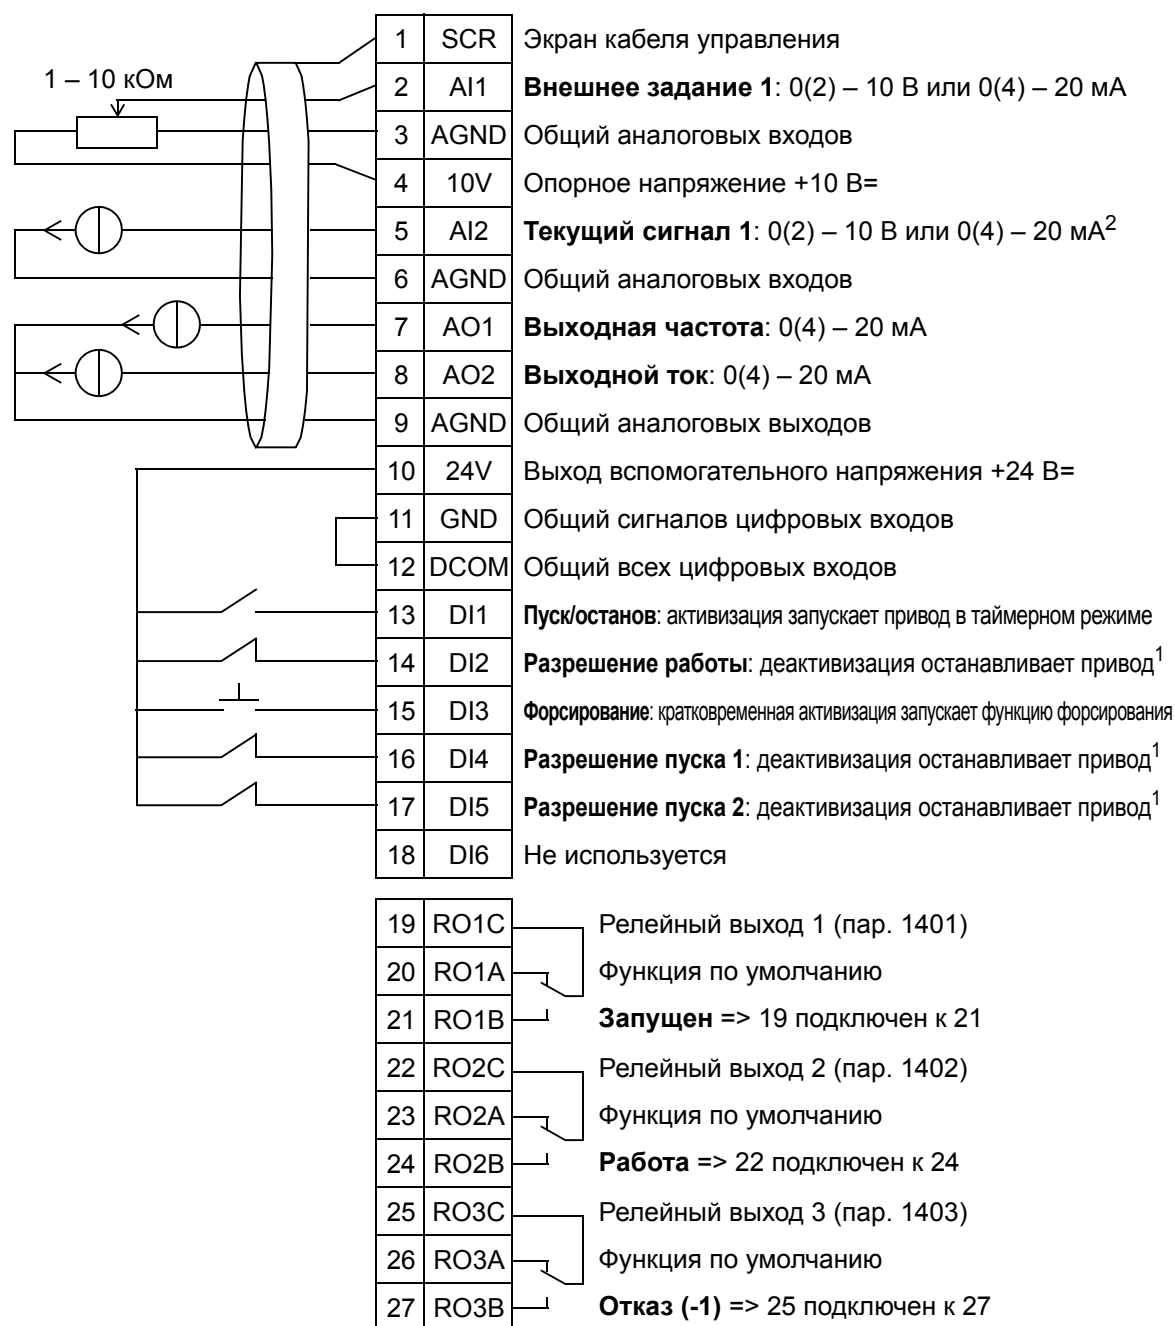 1 SCR Экран кабеля управления
1 – 10 кОм
2 AI1 Внешнее задание 1: 0(2) – 10 В или 0(4) – 20 мА
3 AGND Общий аналоговых входов
4 10V Опорное напряжение +10 В=
5 AI2 Текущий сигнал 1: 0(2) – 10 В или 0(4) – 20 мА2
6 AGND Общий аналоговых входов
7 AO1 Выходная частота: 0(4) – 20 мА
8 AO2 Выходной ток: 0(4) – 20 мА
9 AGND Общий аналоговых выходов
10 24V Выход вспомогательного напряжения +24 В=
11 GND Общий сигналов цифровых входов
12 DCOM Общий всех цифровых входов
13 DI1 Пуск/останов: активизация запускает привод в таймерном режиме
14 DI2 Разрешение работы: деактивизация останавливает привод1
15 DI3 Форсирование: кратковременная активизация запускает функцию форсирования
16 DI4 Разрешение пуска 1: деактивизация останавливает привод1
17 DI5 Разрешение пуска 2: деактивизация останавливает привод1
18 DI6 Не используется
19 RO1C Релейный выход 1 (пар. 1401)
20 RO1A Функция по умолчанию
21 RO1B Запущен => 19 подключен к 21
22 RO2C Релейный выход 2 (пар. 1402)
23 RO2A Функция по умолчанию
24 RO2B Работа => 22 подключен к 24
25 RO3C Релейный выход 3 (пар. 1403)
26 RO3A Функция по умолчанию
27 RO3B Отказ (-1) => 25 подключен к 27